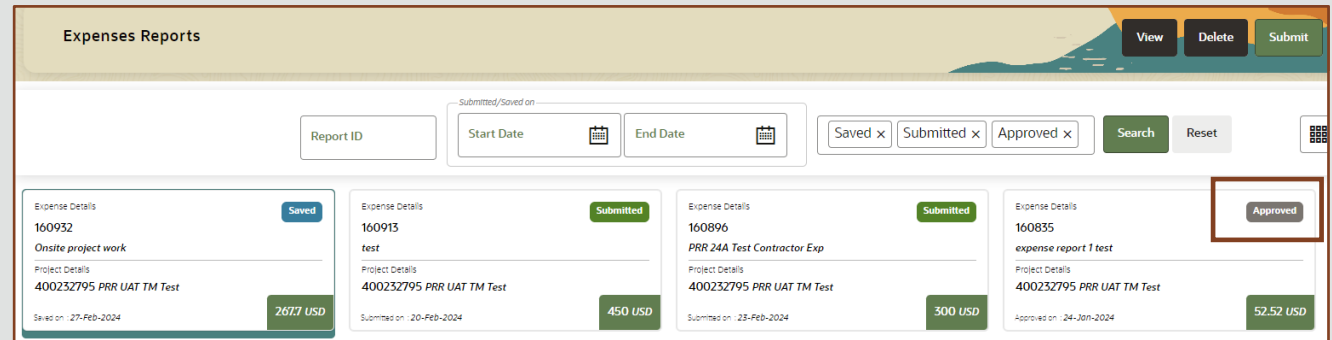 Expenses Reports
View
Delete
Submit
Report ID
Submitted/Saved on
Start Date
End Date
Saved ×
Submitted ×
Approved ×
Search
Reset
Expense Details
Saved
160932
Onsite project work
Project Details
400232795 PRR UAT TM Test
Saved on : 27-Feb-2024
267.7 USD
Expense Details
Submitted
160913
test
Project Details
400232795 PRR UAT TM Test
Submitted on : 20-Feb-2024
450 USD
Expense Details
Submitted
160896
PRR 24A Test Contractor Exp
Project Details
400232795 PRR UAT TM Test
Submitted on : 23-Feb-2024
300 USD
Expense Details
Approved
160835
expense report 1 test
Project Details
400232795 PRR UAT TM Test
Approved on : 24-Jan-2024
52.52 USD